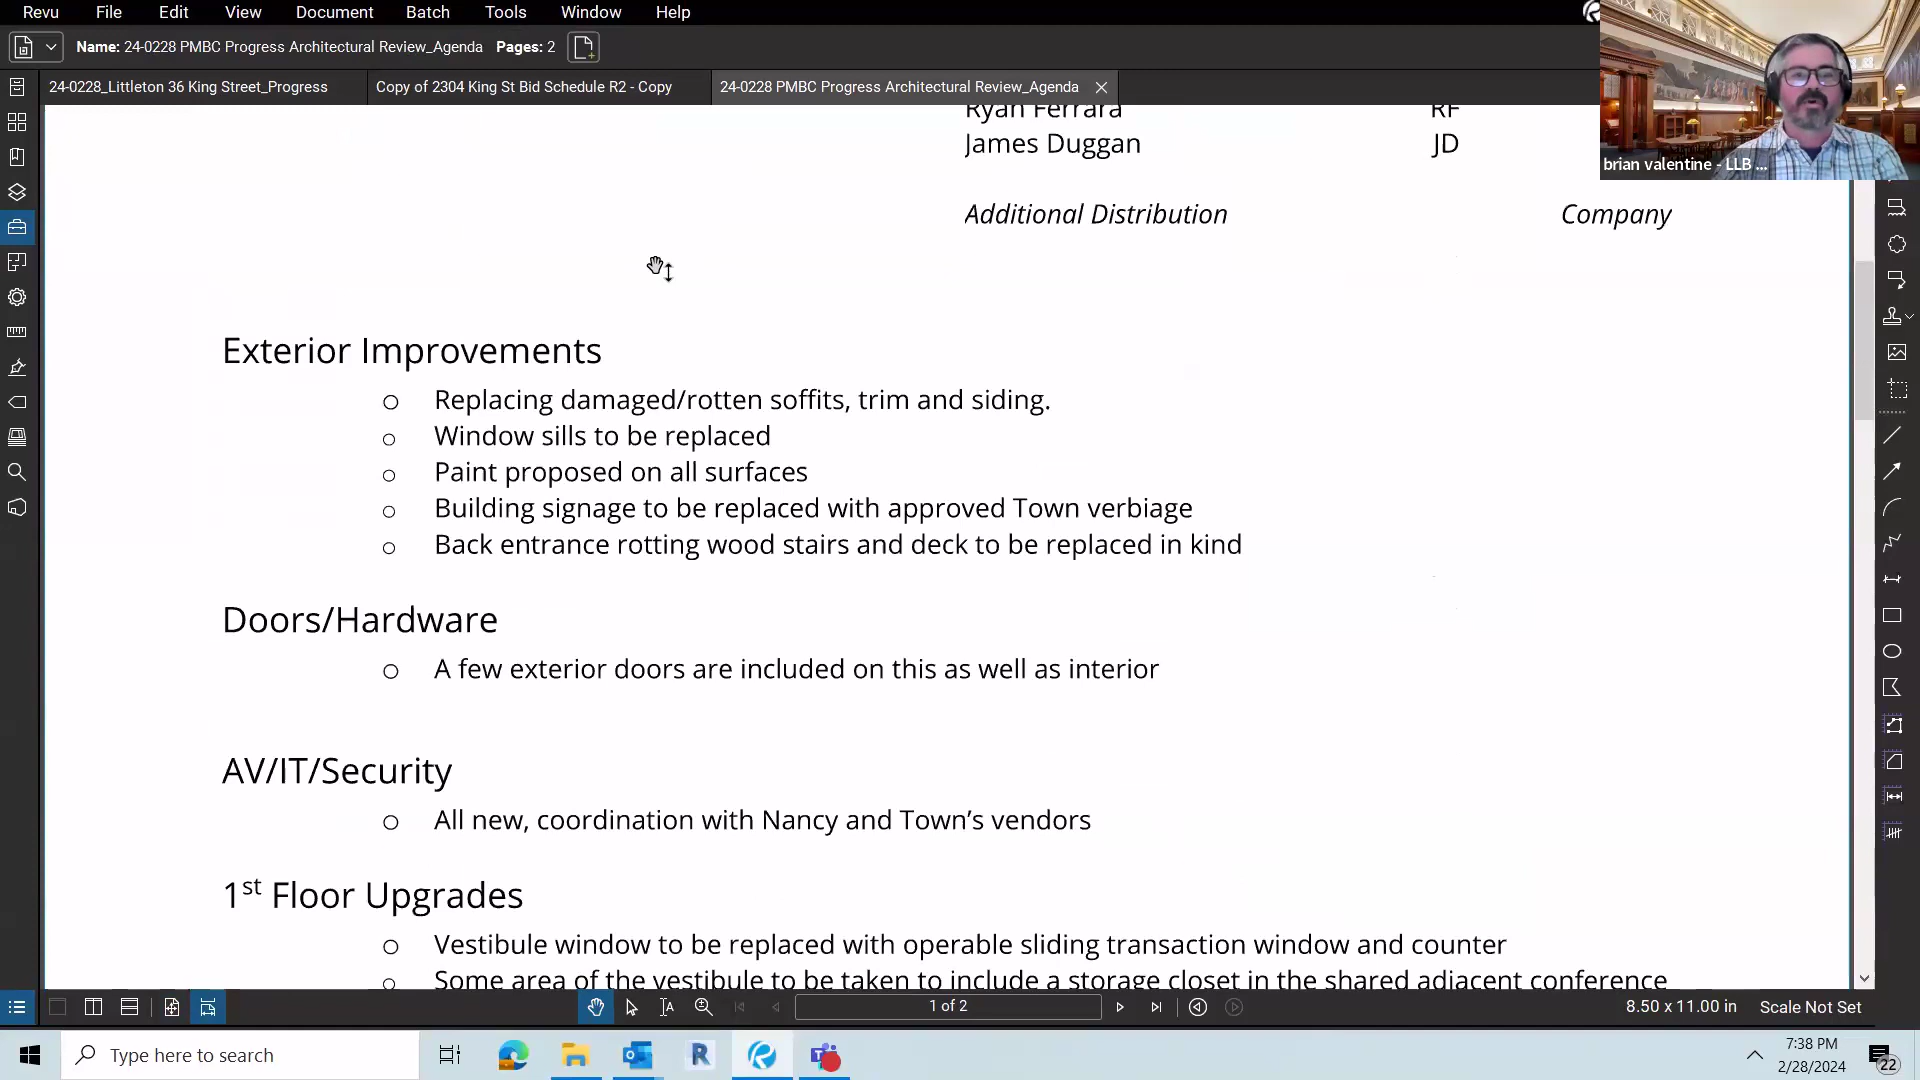 Revu File Edit View Document Batch Tools Window Help
Name: 24-0228 PMBC Progress Architectural Review_Agenda Pages: 2
24-0228_Littleton 36 King Street_Progress Copy of 2304 King St Bid Schedule R2 - Copy 24-0228 PMBC Progress Architectural Review_Agenda
Ryan Ferrara RF
James Duggan JD
brian valentine - LLB ...
Additional Distribution Company
Exterior Improvements
o Replacing damaged/rotten soffits, trim and siding.
o Window sills to be replaced
o Paint proposed on all surfaces
o Building signage to be replaced with approved Town verbiage
o Back entrance rotting wood stairs and deck to be replaced in kind
Doors/Hardware
o A few exterior doors are included on this as well as interior
AV/IT/Security
o All new, coordination with Nancy and Town's vendors
1st Floor Upgrades
o Vestibule window to be replaced with operable sliding transaction window and counter
o Some area of the vestibule to be taken to include a storage closet in the shared adjacent conference
1 of 2 8.50 x 11.00 in Scale Not Set
Type here to search
7:38 PM
2/28/2024
22